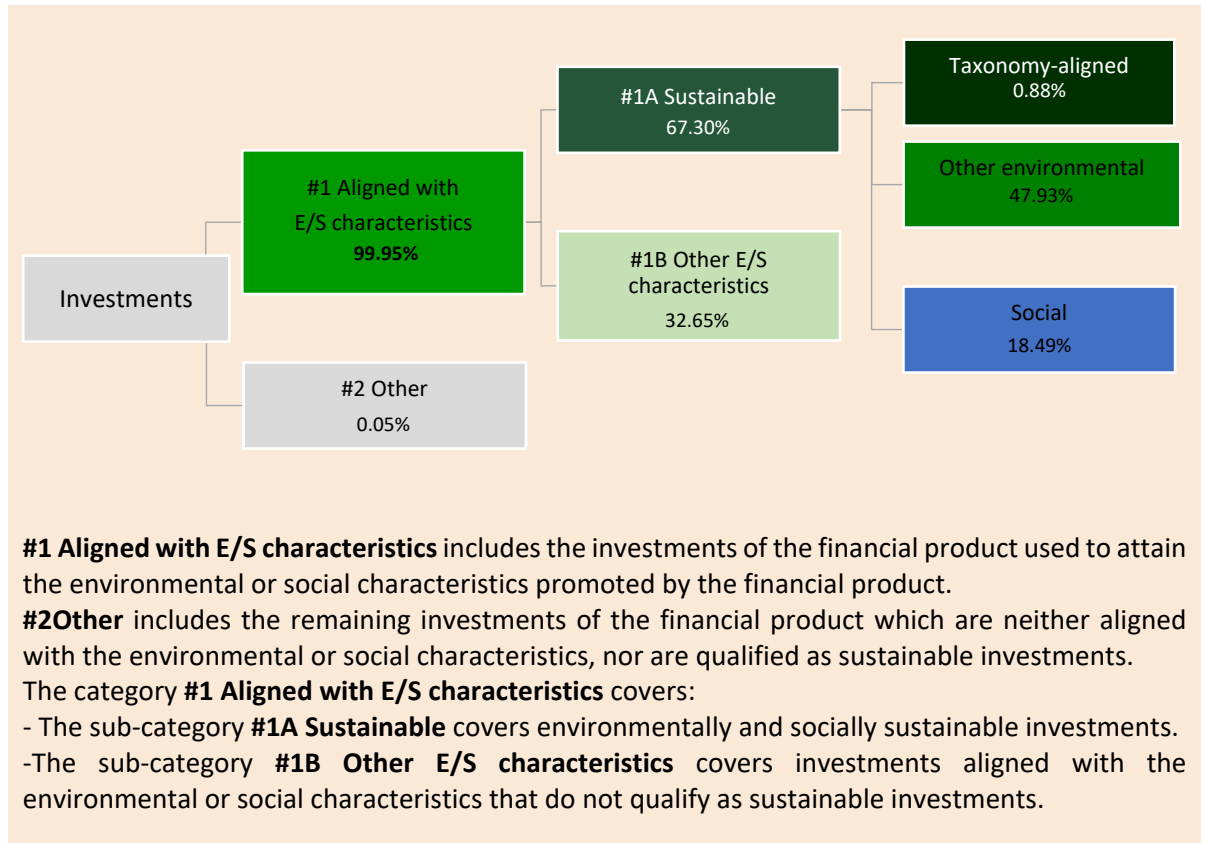 Investments
#1 Aligned with
E/S characteristics
99.95%
#2 Other
0.05%
#1A Sustainable
67.30%
#1B Other E/S
characteristics
32.65%
Taxonomy-aligned
0.88%
Other environmental
47.93%
Social
18.49%
#1 Aligned with E/S characteristics includes the investments of the financial product used to attain
the environmental or social characteristics promoted by the financial product.
#2Other includes the remaining investments of the financial product which are neither aligned
with the environmental or social characteristics, nor are qualified as sustainable investments.
The category #1 Aligned with E/S characteristics covers:
- The sub-category #1A Sustainable covers environmentally and socially sustainable investments.
-The sub-category #1B Other E/S characteristics covers investments aligned with the
environmental or social characteristics that do not qualify as sustainable investments.